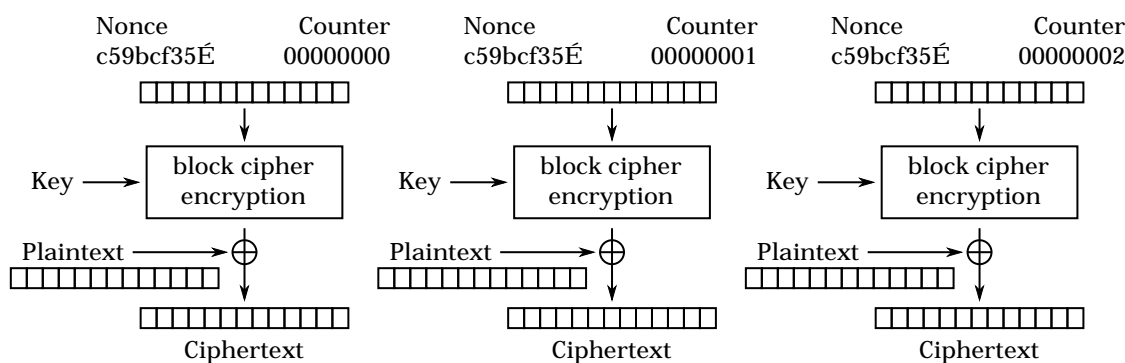 Nonce Counter Nonce Counter Nonce Counter
c59bcf35É 00000000 c59bcf35É 00000001 c59bcf35É 00000002
block cipher block cipher block cipher
Key Key Key
encryption encryption encryption
Plaintext Plaintext Plaintext
Ciphertext Ciphertext Ciphertext